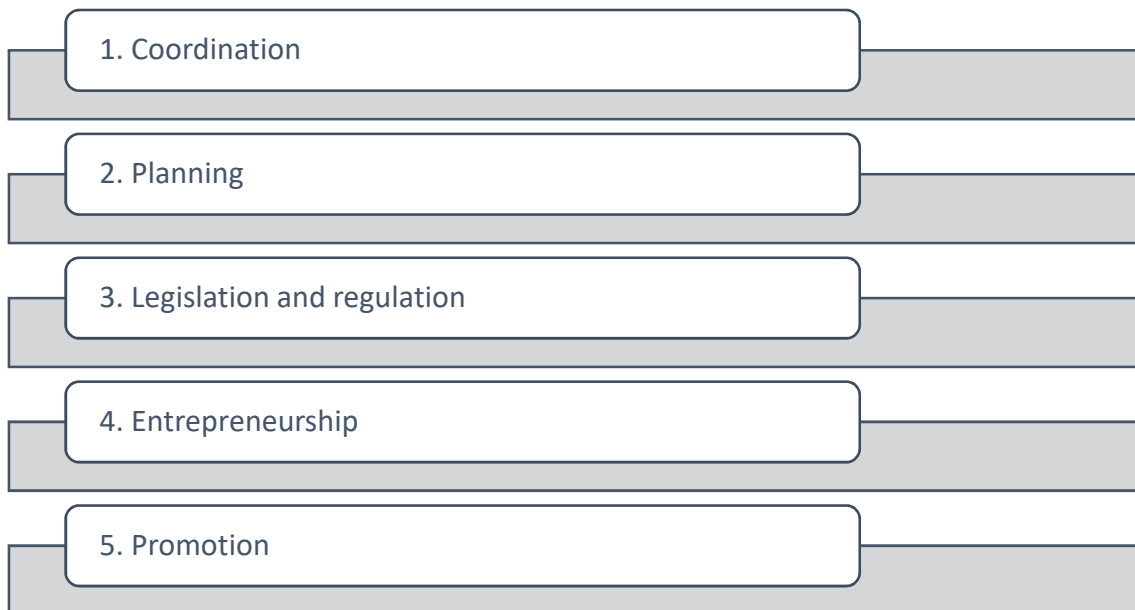 1. Coordination
2. Planning
3. Legislation and regulation
4. Entrepreneurship
5. Promotion